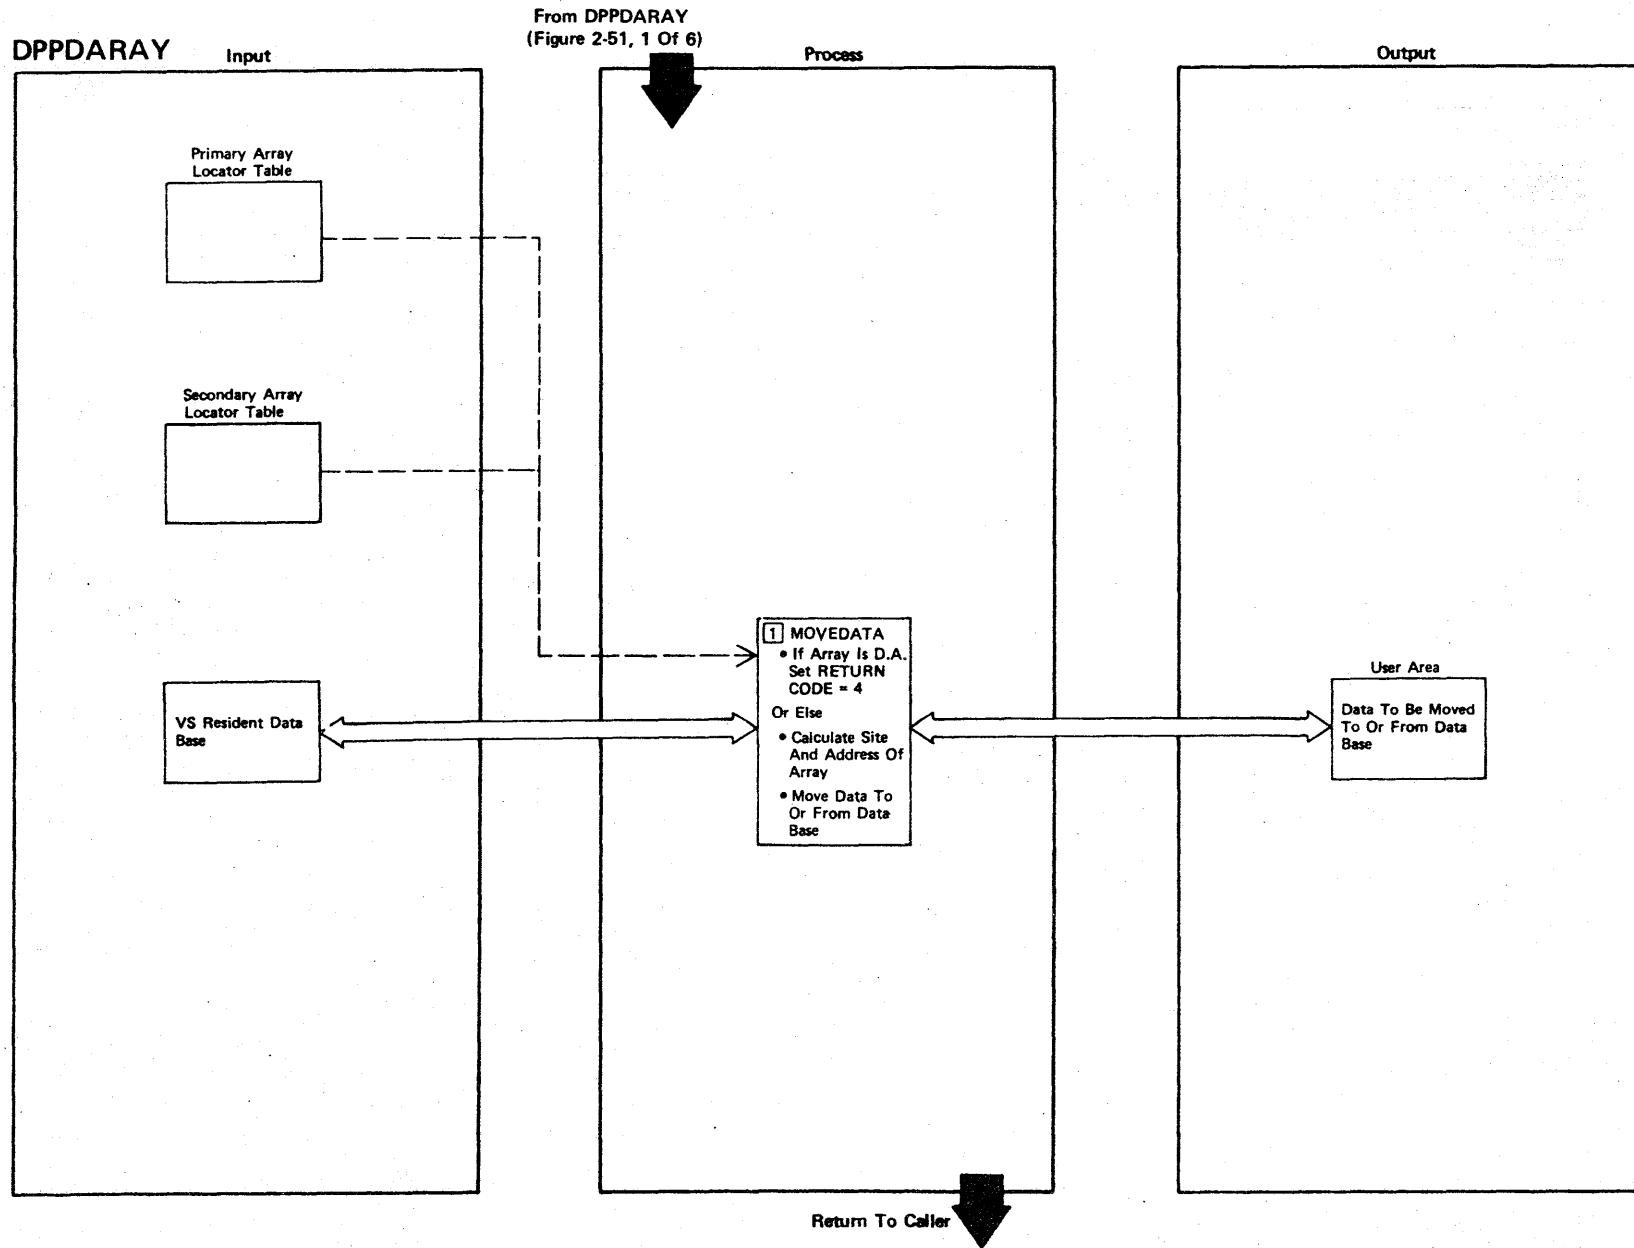 From DPPDARAY
(Figure 2-51, 1 Of 6)
DPPDARAY
Input
Process
Output
Primary Array
Locator Table
Secondary Array
Locator Table
VS Resident Data
Base
1 MOVEDATA
• If Array Is D.A.
Set RETURN
CODE = 4
Or Else
• Calculate Site
And Address Of
Array
• Move Data To
Or From Data
Base
User Area
Data To Be Moved
To Or From Data
Base
Return To Caller